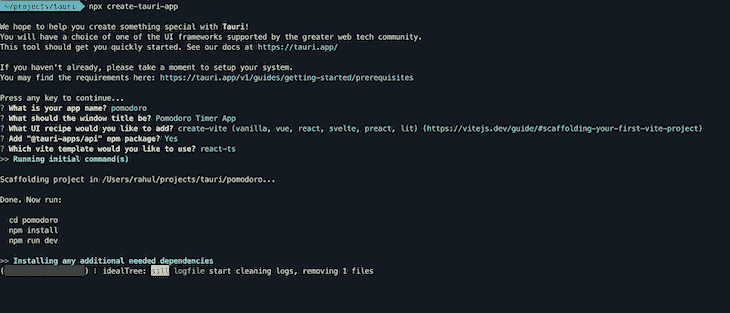 ~/projects/tauri npx create-tauri-app
We hope to help you create something special with Tauri!
You will have a choice of one of the UI frameworks supported by the greater web tech community.
This tool should get you quickly started. See our docs at https://tauri.app/
If you haven't already, please take a moment to setup your system.
You may find the requirements here: https://tauri.app/v1/guides/getting-started/prerequisites
Press any key to continue...
? What is your app name? pomodoro
? What should the window title be? Pomodoro Timer App
? What UI recipe would you like to add? create-vite (vanilla, vue, react, svelte, preact, lit) (https://vitejs.dev/guide/#scaffolding-your-first-vite-project)
? Add "@tauri-apps/api" npm package? Yes
? Which vite template would you like to use? react-ts
>> Running initial command(s)
Scaffolding project in /Users/rahul/projects/tauri/pomodoro...
Done. Now run:
cd pomodoro
npm install
npm run dev
>> Installing any additional needed dependencies
( ) ⠇ idealTree: sill logfile start cleaning logs, removing 1 files